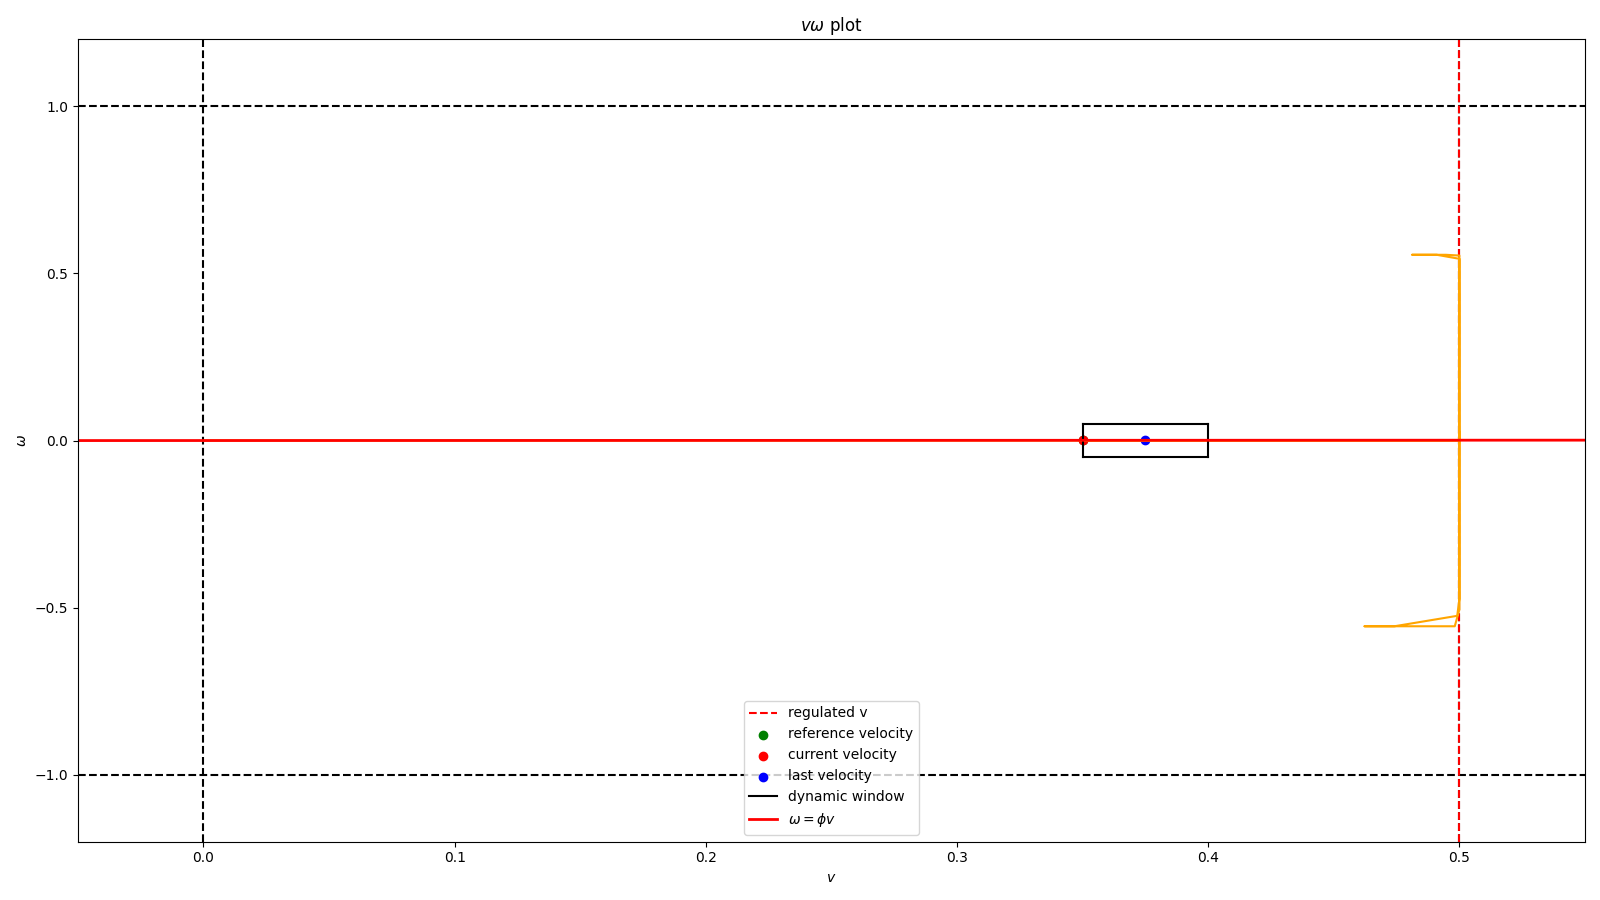 vω plot
1.0
0.5
0.0
−0.5
−1.0
ω
regulated v
reference velocity
current velocity
last velocity
dynamic window
ω = ϕv
0.0 0.1 0.2 0.3 0.4 0.5
v